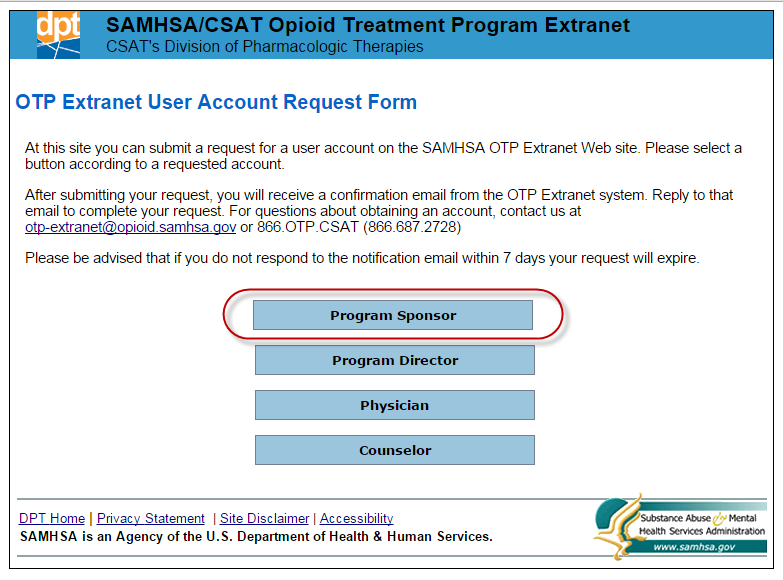 dpt
SAMHSA/CSAT Opioid Treatment Program Extranet
CSAT's Division of Pharmacologic Therapies
OTP Extranet User Account Request Form
At this site you can submit a request for a user account on the SAMHSA OTP Extranet Web site. Please select a
button according to a requested account.
After submitting your request, you will receive a confirmation email from the OTP Extranet system. Reply to that
email to complete your request. For questions about obtaining an account, contact us at
otp-extranet@opioid.samhsa.gov or 866.OTP.CSAT (866.687.2728)
Please be advised that if you do not respond to the notification email within 7 days your request will expire.
Program Sponsor
Program Director
Physician
Counselor
DPT Home | Privacy Statement | Site Disclaimer | Accessibility
SAMHSA is an Agency of the U.S. Department of Health & Human Services.
Substance Abuse and Mental
Health Services Administration
www.samhsa.gov